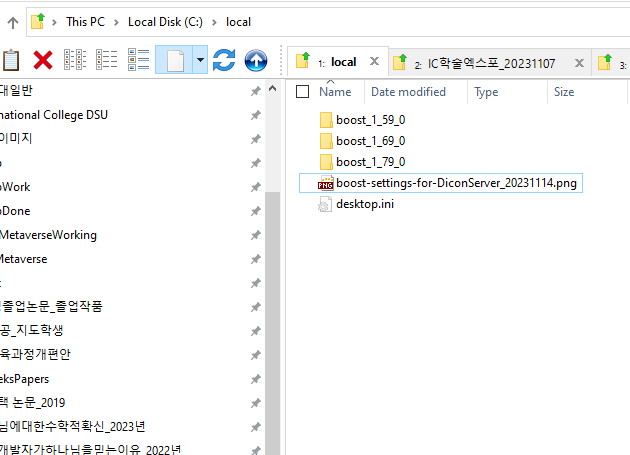 This PC > Local Disk (C:) > local
1: local
2: IC학술엑스포_20231107
3:
Name
Date modified
Type
Size
대일반
national College DSU
이미지
oWork
oDone
MetaverseWorking
Metaverse
졸업논문_졸업작품
공_지도학생
육과정개편안
eksPapers
택 논문_2019
님에대한수학적확신_2023년
개발자가하나님을믿는이유_2022년
boost_1_59_0
boost_1_69_0
boost_1_79_0
PNG boost-settings-for-DiconServer_20231114.png
desktop.ini